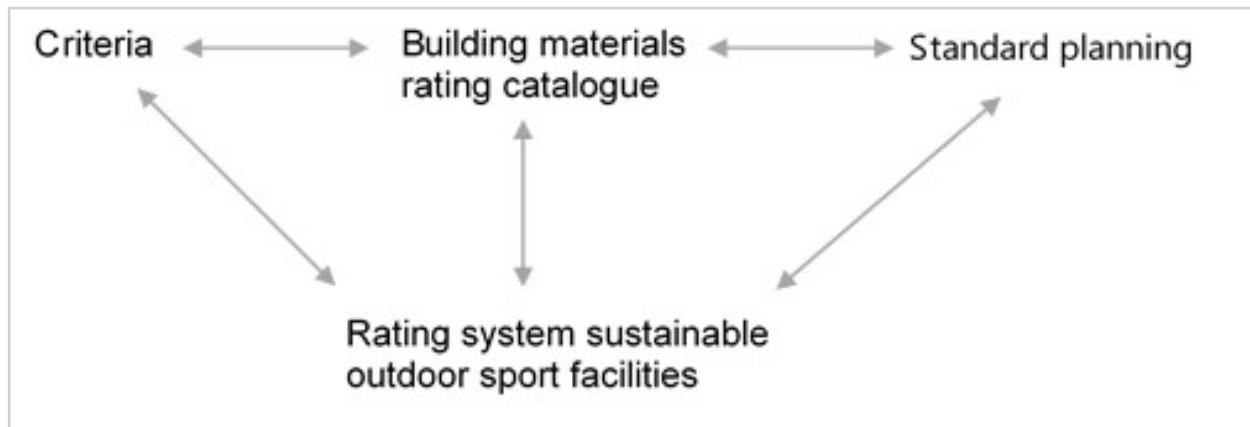 Criteria
Building materials
rating catalogue
Standard planning
Rating system sustainable
outdoor sport facilities